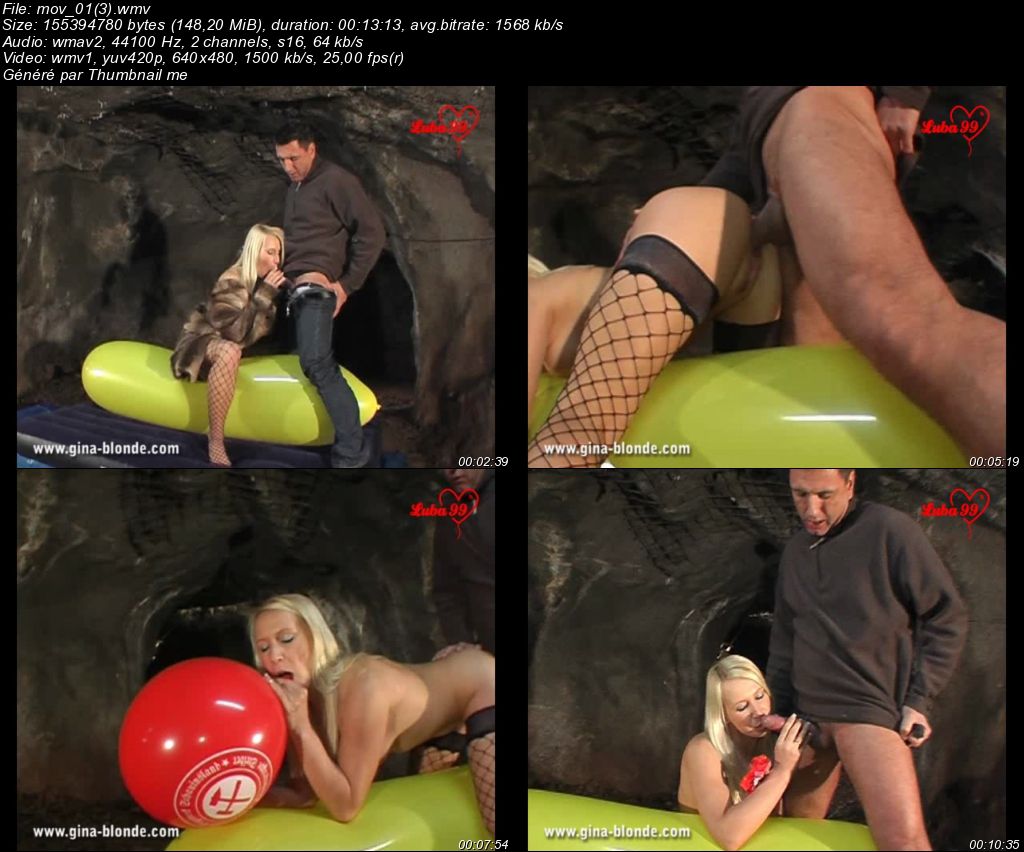 File: mov_01(3).wmv
Size: 155394780 bytes (148,20 MiB), duration: 00:13:13, avg.bitrate: 1568 kb/s
Audio: wmav2, 44100 Hz, 2 channels, s16, 64 kb/s
Video: wmv1, yuv420p, 640x480, 1500 kb/s, 25,00 fps(r)
Généré par Thumbnail me
Luba 99
www.gina-blonde.com
00:02:39
Luba 99
www.gina-blonde.com
00:05:19
Luba 99
www.gina-blonde.com
00:07:54
Luba 99
www.gina-blonde.com
00:10:35